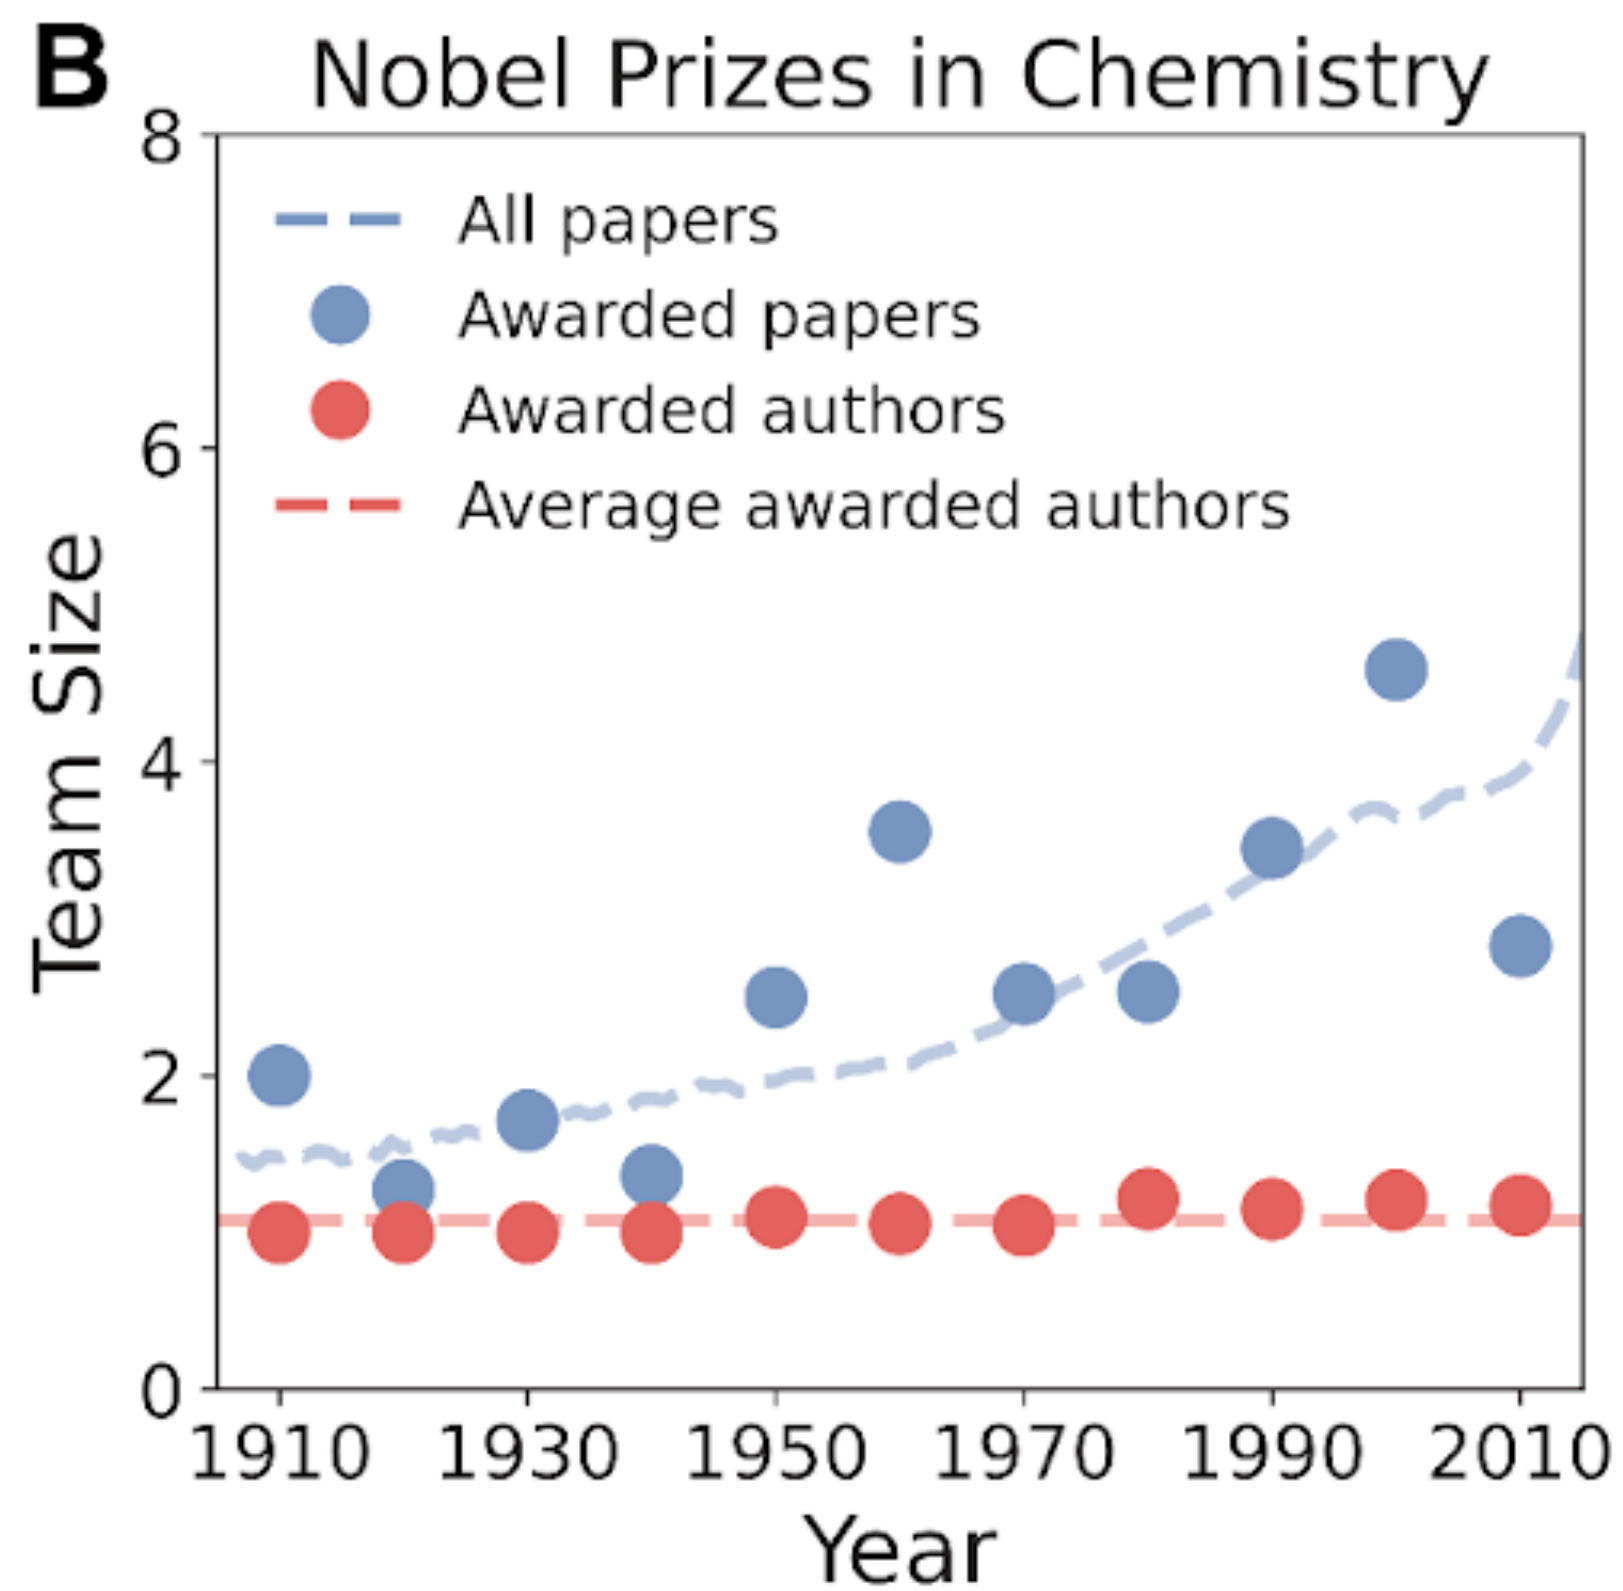 B
Nobel Prizes in Chemistry
8
6
4
2
0
All papers
Awarded papers
Awarded authors
Average awarded authors
Team Size
1910 1930 1950 1970 1990 2010
Year